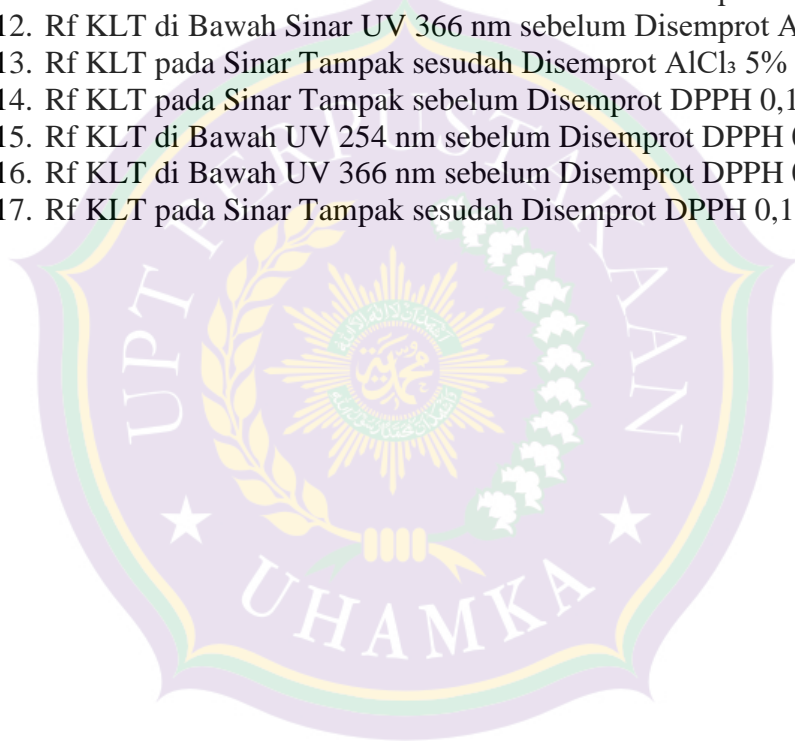 12. Rf KLT di Bawah Sinar UV 366 nm sebelum Disemprot A
13. Rf KLT pada Sinar Tampak sesudah Disemprot AlCl₃ 5%
14. Rf KLT pada Sinar Tampak sebelum Disemprot DPPH 0,1
15. Rf KLT di Bawah UV 254 nm sebelum Disemprot DPPH 0
16. Rf KLT di Bawah UV 366 nm sebelum Disemprot DPPH 0
17. Rf KLT pada Sinar Tampak sesudah Disemprot DPPH 0,1
UPT PERPUSTAKAAN
UHAMKA